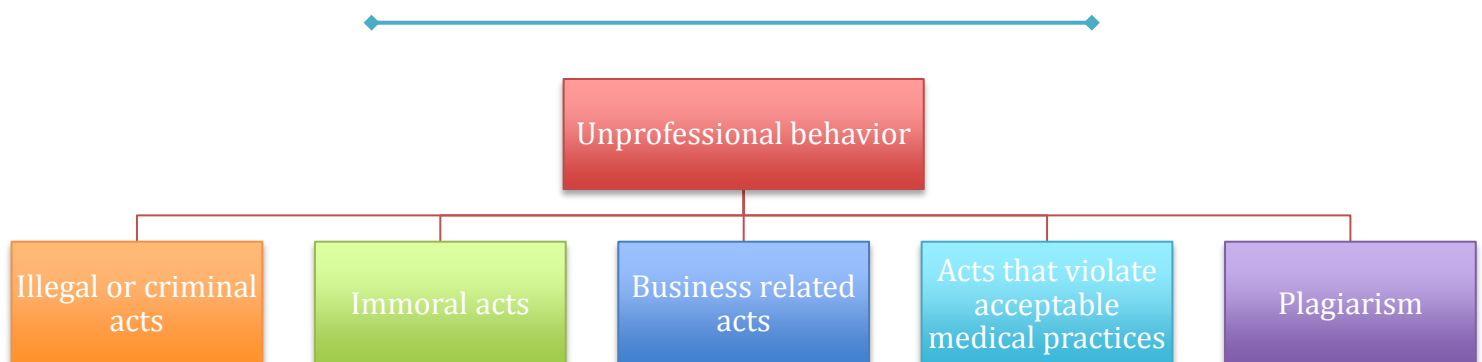 Unprofessional behavior
Illegal or criminal
acts
Immoral acts
Business related
acts
Acts that violate
acceptable
medical practices
Plagiarism